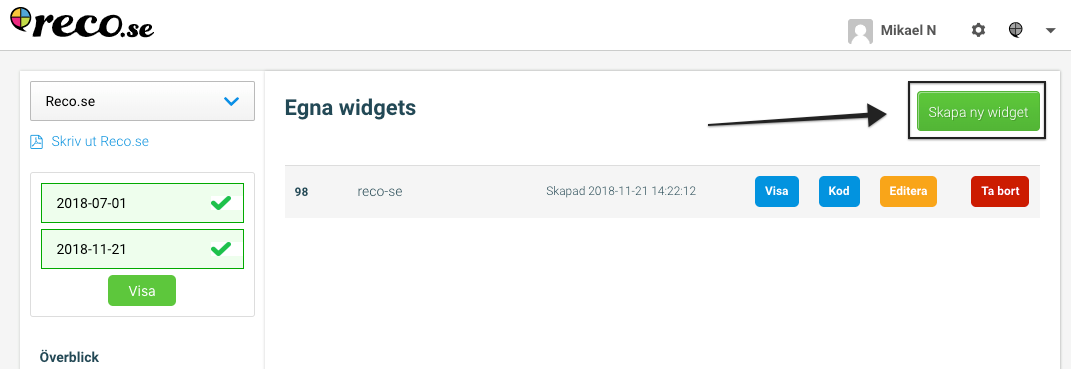 reco.se
Mikael N
Reco.se
Skriv ut Reco.se
2018-07-01
2018-11-21
Visa
Överblick
Egna widgets
Skapa ny widget
98 reco-se Skapad 2018-11-21 14:22:12 Visa Kod Editera Ta bort